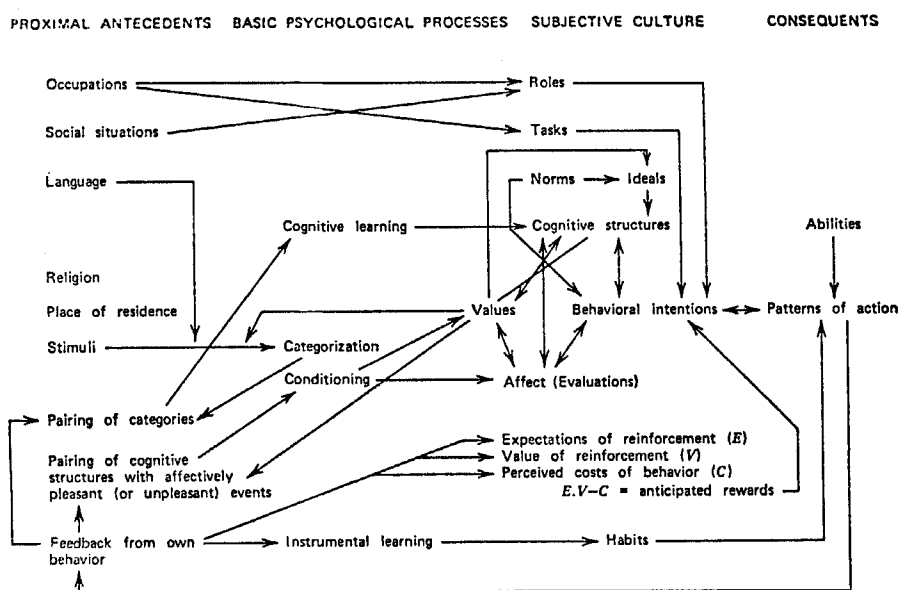 PROXIMAL ANTECEDENTS BASIC PSYCHOLOGICAL PROCESSES SUBJECTIVE CULTURE CONSEQUENTS
Occupations
Roles
Social situations
Tasks
Language
Norms
Ideals
Cognitive learning
Cognitive structures
Abilities
Religion
Place of residence
Values
Behavioral intentions
Patterns of action
Stimuli
Categorization
Conditioning
Affect (Evaluations)
Pairing of categories
Expectations of reinforcement (E)
Pairing of cognitive
structures with affectively
pleasant (or unpleasant) events
Value of reinforcement (V)
Perceived costs of behavior (C)
E.V–C = anticipated rewards
Feedback from own
behavior
Instrumental learning
Habits